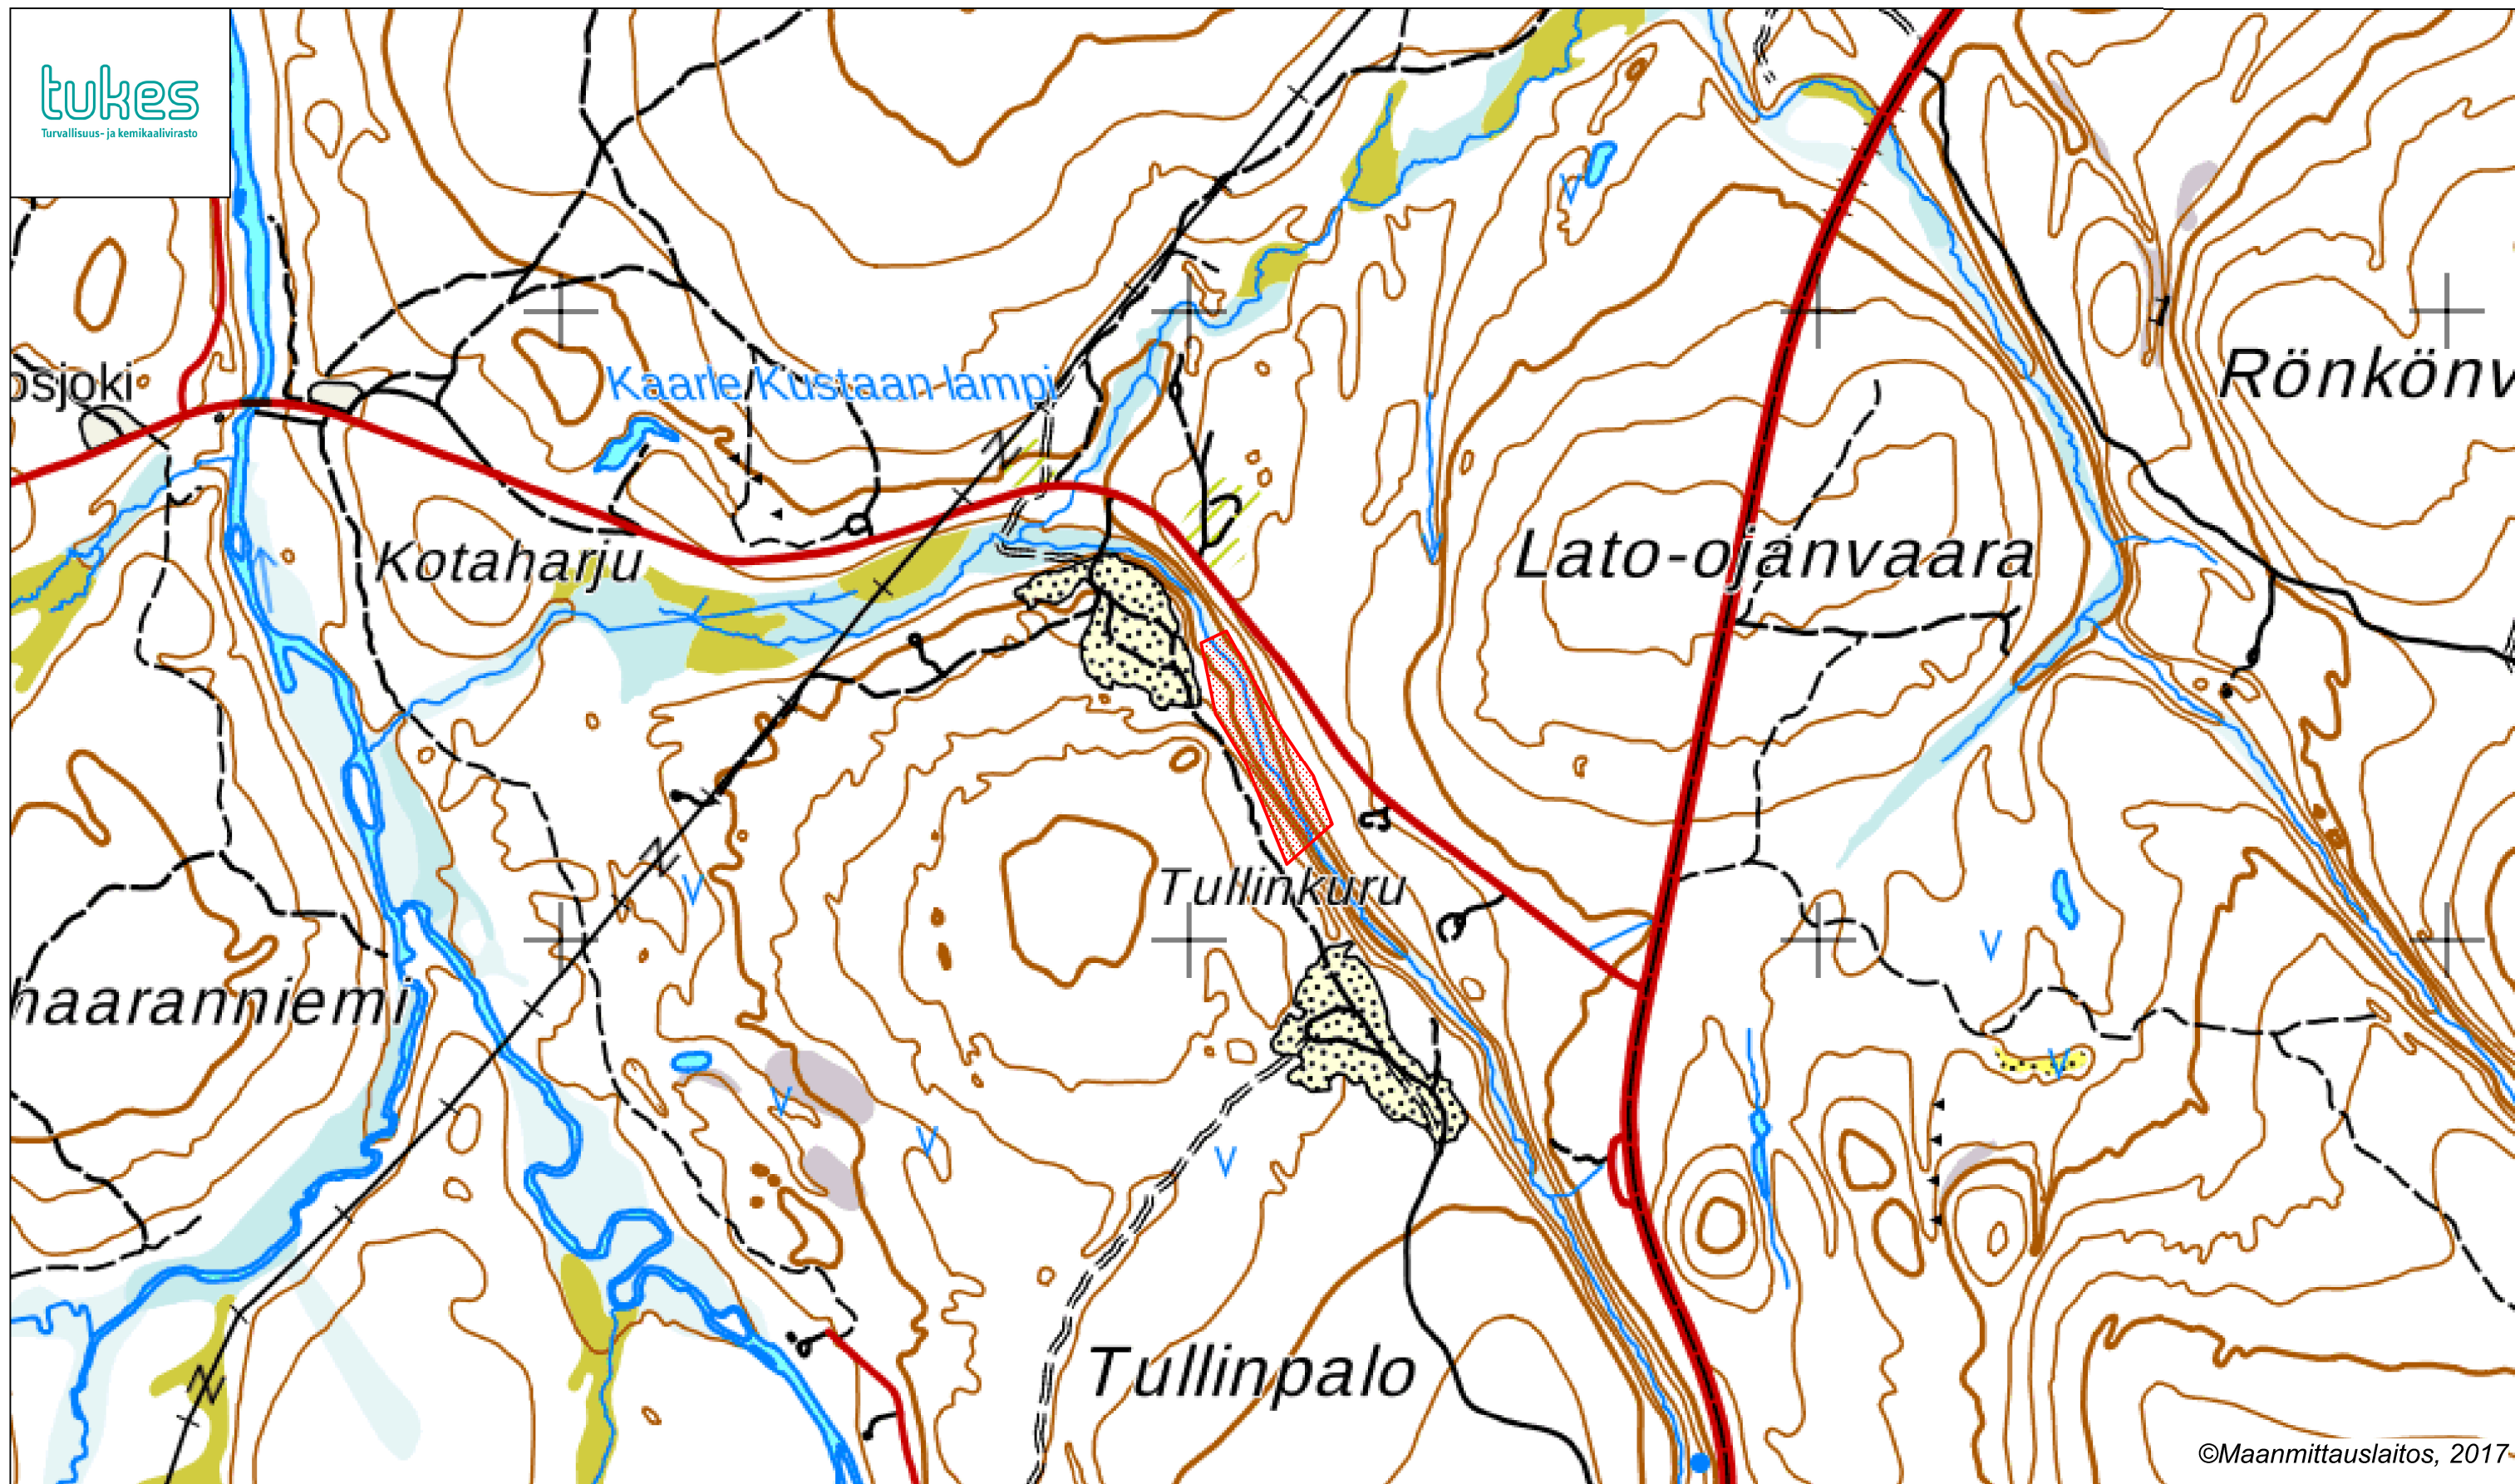 tukes
Turvallisuus- ja kemikaalivirasto
osjoki
Kaarle Kustaan lampi
Rönkönv
Kotaharju
Lato-ojanvaara
Tullinkuru
haaranniemi
Tullinpalo
©Maanmittauslaitos, 2017